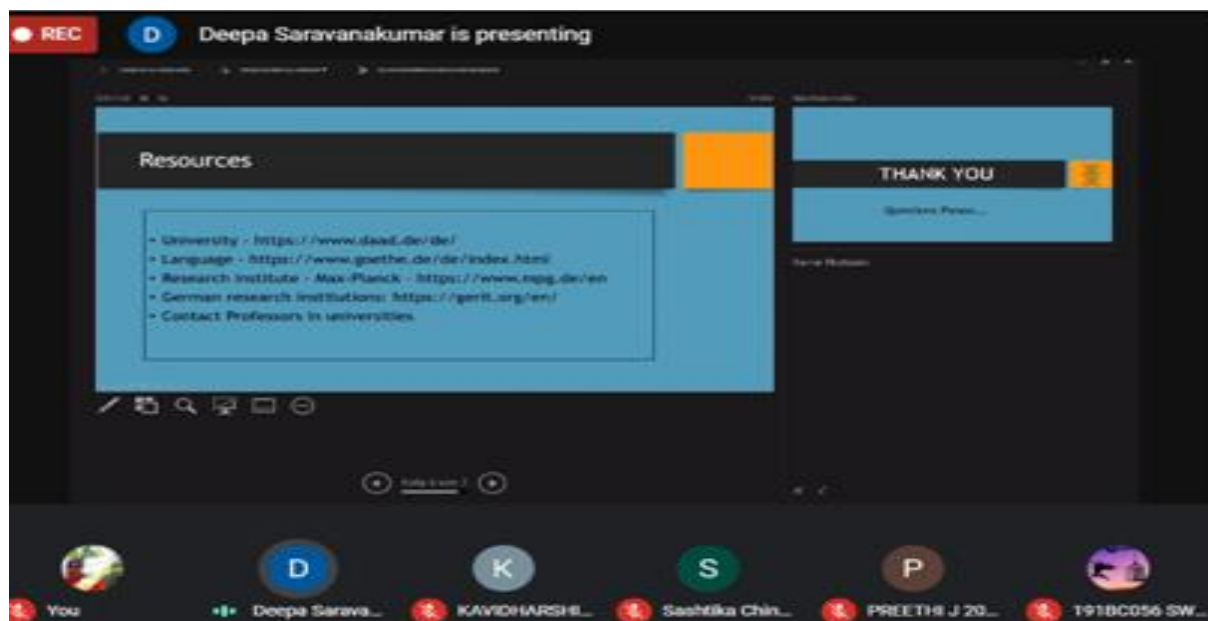 REC
D
Deepa Saravanakumar is presenting
Resources
• University - https://www.daad.de/de/
• Language - https://www.goethe.de/de/index.html
• Research Institute - Max-Planck - https://www.mpg.de/en
• German research institutions: https://gerit.org/en/
• Contact Professors in universities
THANK YOU
D
K
S
P
You
Deepa Sarava...
KAVIDHARSHI...
Sashtika Chin...
PREETHI J 20...
191BC056 SW...